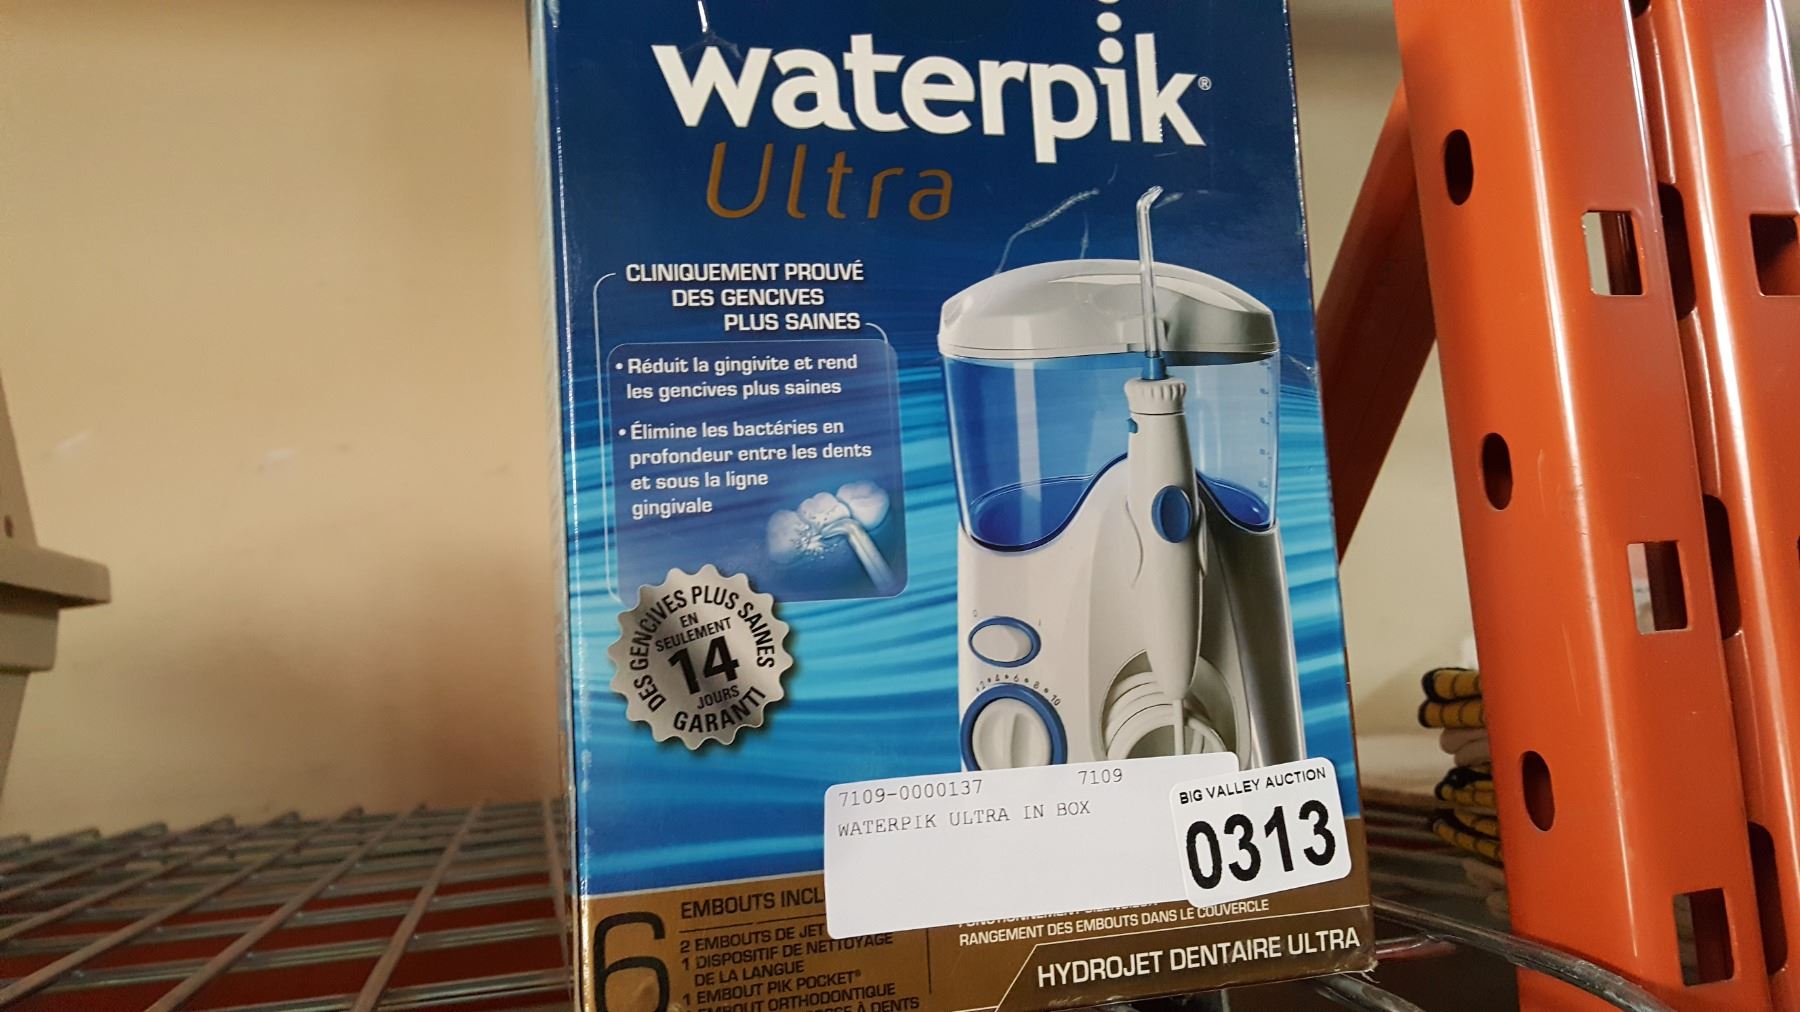 waterpik®
Ultra
CLINIQUEMENT PROUVÉ
DES GENCIVES
PLUS SAINES
• Réduit la gingivite et rend
les gencives plus saines
• Élimine les bactéries en
profondeur entre les dents
et sous la ligne
gingivale
DES GENCIVES PLUS SAINES
EN
SEULEMENT
14
JOURS
GARANTI
7109-0000137 7109
WATERPIK ULTRA IN BOX
BIG VALLEY AUCTION
0313
6
EMBOUTS INCL
2 EMBOUTS DE JET
1 DISPOSITIF DE NETTOYAGE
DE LA LANGUE
1 EMBOUT PIK POCKET®
EMBOUT ORTHODONTIQUE
À DENTS
RANGEMENT DES EMBOUTS DANS LE COUVERCLE
HYDROJET DENTAIRE ULTRA